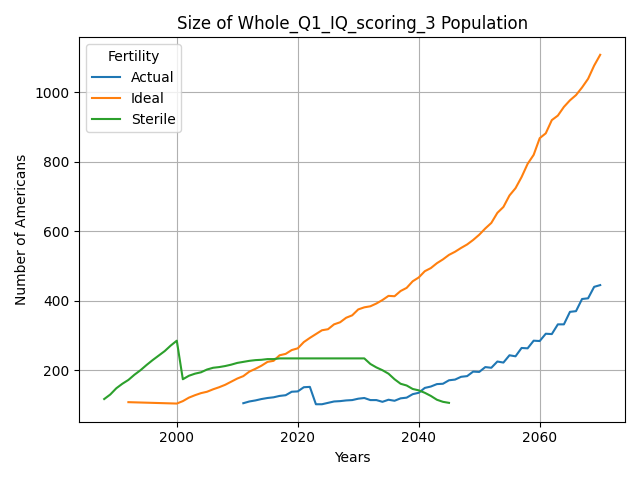 Size of Whole_Q1_IQ_scoring_3 Population
Fertility
Actual
Ideal
Sterile
Number of Americans
1000
800
600
400
200
2000
2020
2040
2060
Years